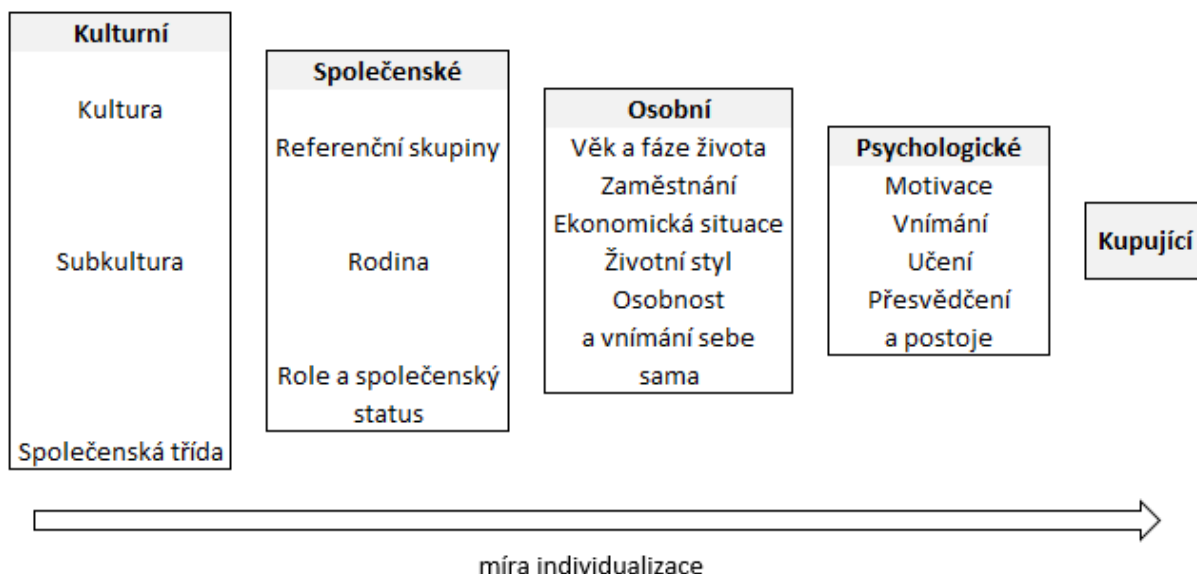 Kulturní
Kultura
Subkultura
Společenská třída
Společenské
Referenční skupiny
Rodina
Role a společenský
status
Osobní
Věk a fáze života
Zaměstnání
Ekonomická situace
Životní styl
Osobnost
a vnímání sebe
sama
Psychologické
Motivace
Vnímání
Učení
Přesvědčení
a postoje
Kupující
míra individualizace